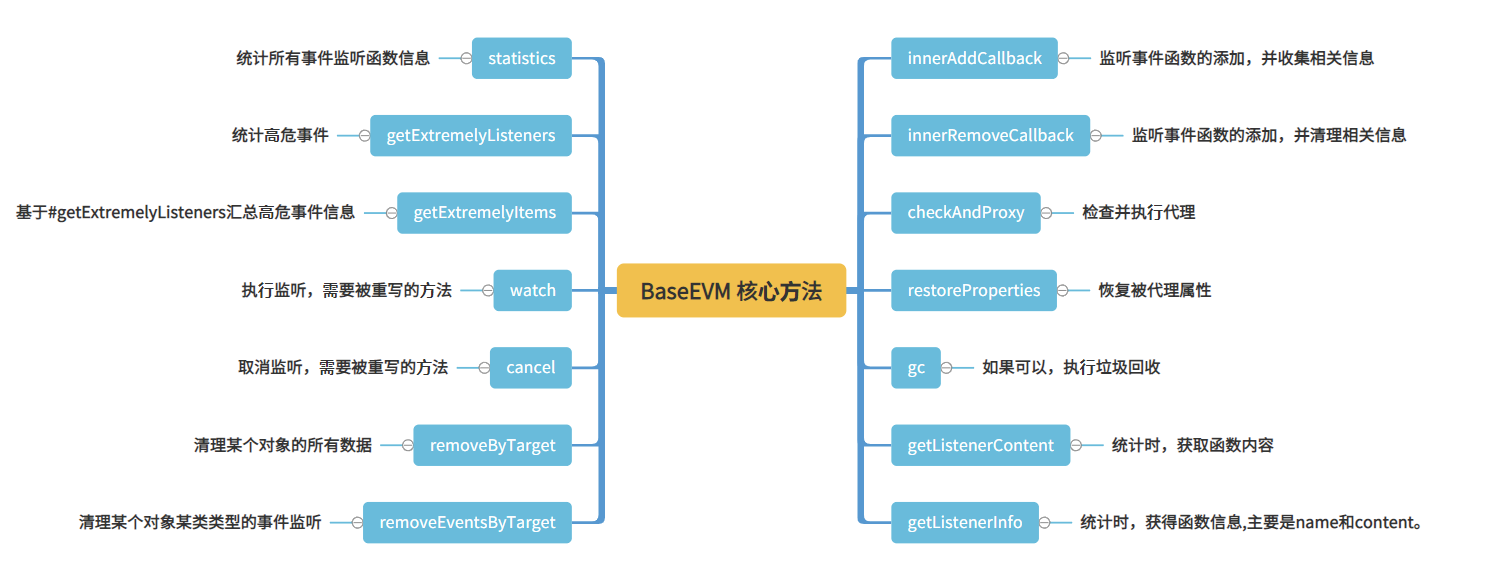 统计所有事件监听函数信息
statistics
统计高危事件
getExtremelyListeners
基于#getExtremelyListeners汇总高危事件信息
getExtremelyItems
执行监听，需要被重写的方法
watch
取消监听，需要被重写的方法
cancel
清理某个对象的所有数据
removeByTarget
清理某个对象某类类型的事件监听
removeEventsByTarget
BaseEVM 核心方法
innerAddCallback
监听事件函数的添加，并收集相关信息
innerRemoveCallback
监听事件函数的添加，并清理相关信息
checkAndProxy
检查并执行代理
restoreProperties
恢复被代理属性
gc
如果可以，执行垃圾回收
getListenerContent
统计时，获取函数内容
getListenerInfo
统计时，获得函数信息,主要是name和content。